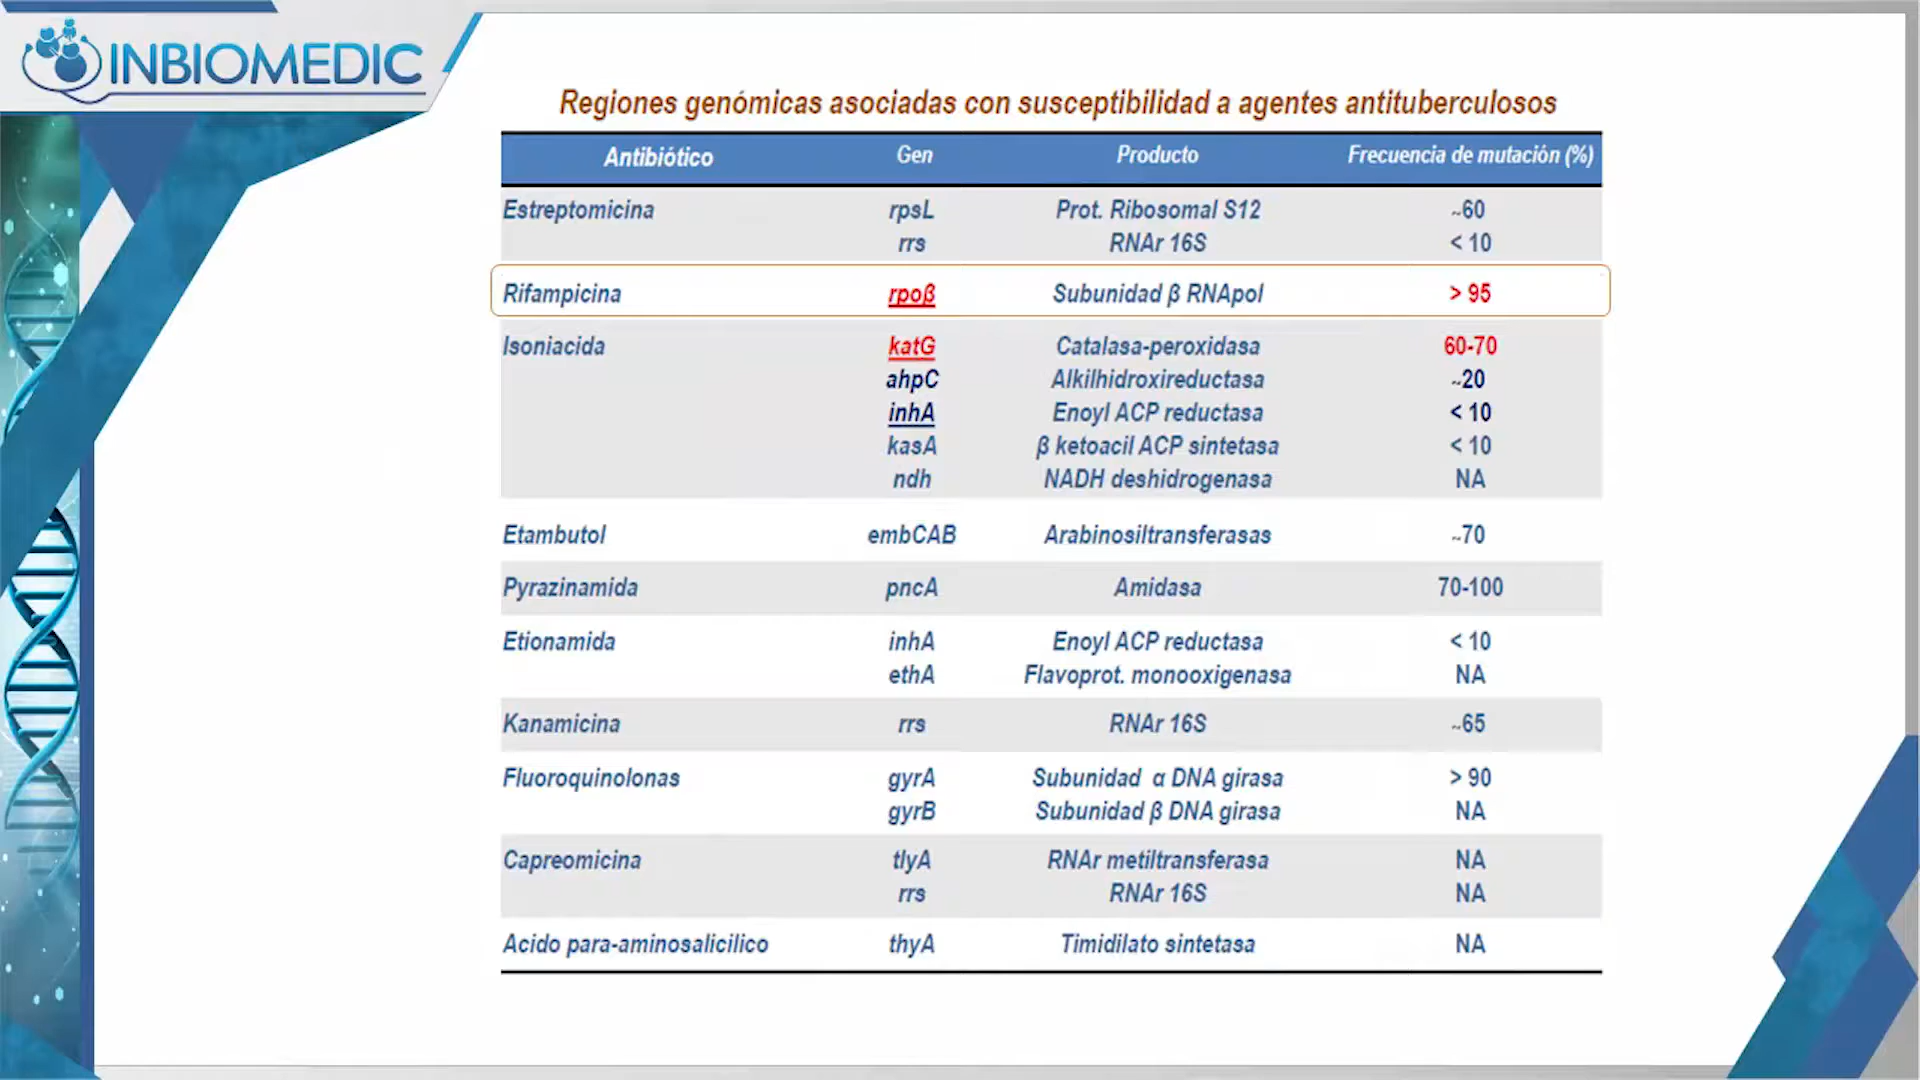 INBIOMEDIC
Regiones genómicas asociadas con susceptibilidad a agentes antituberculosos
Antibiótico Gen Producto Frecuencia de mutación (%)
Estreptomicina rpsL Prot. Ribosomal S12 ~60
rrs RNAr 16S < 10
Rifampicina rpoβ Subunidad β RNApol > 95
Isoniacida katG Catalasa-peroxidasa 60-70
ahpC Alkilhidroxireductasa ~20
inhA Enoyl ACP reductasa < 10
kasA β ketoacil ACP sintetasa < 10
ndh NADH deshidrogenasa NA
Etambutol embCAB Arabinosiltransferasas ~70
Pyrazinamida pncA Amidasa 70-100
Etionamida inhA Enoyl ACP reductasa < 10
ethA Flavoprot. monooxigenasa NA
Kanamicina rrs RNAr 16S ~65
Fluoroquinolonas gyrA Subunidad α DNA girasa > 90
gyrB Subunidad β DNA girasa NA
Capreomicina tlyA RNAr metiltransferasa NA
rrs RNAr 16S NA
Acido para-aminosalicilico thyA Timidilato sintetasa NA